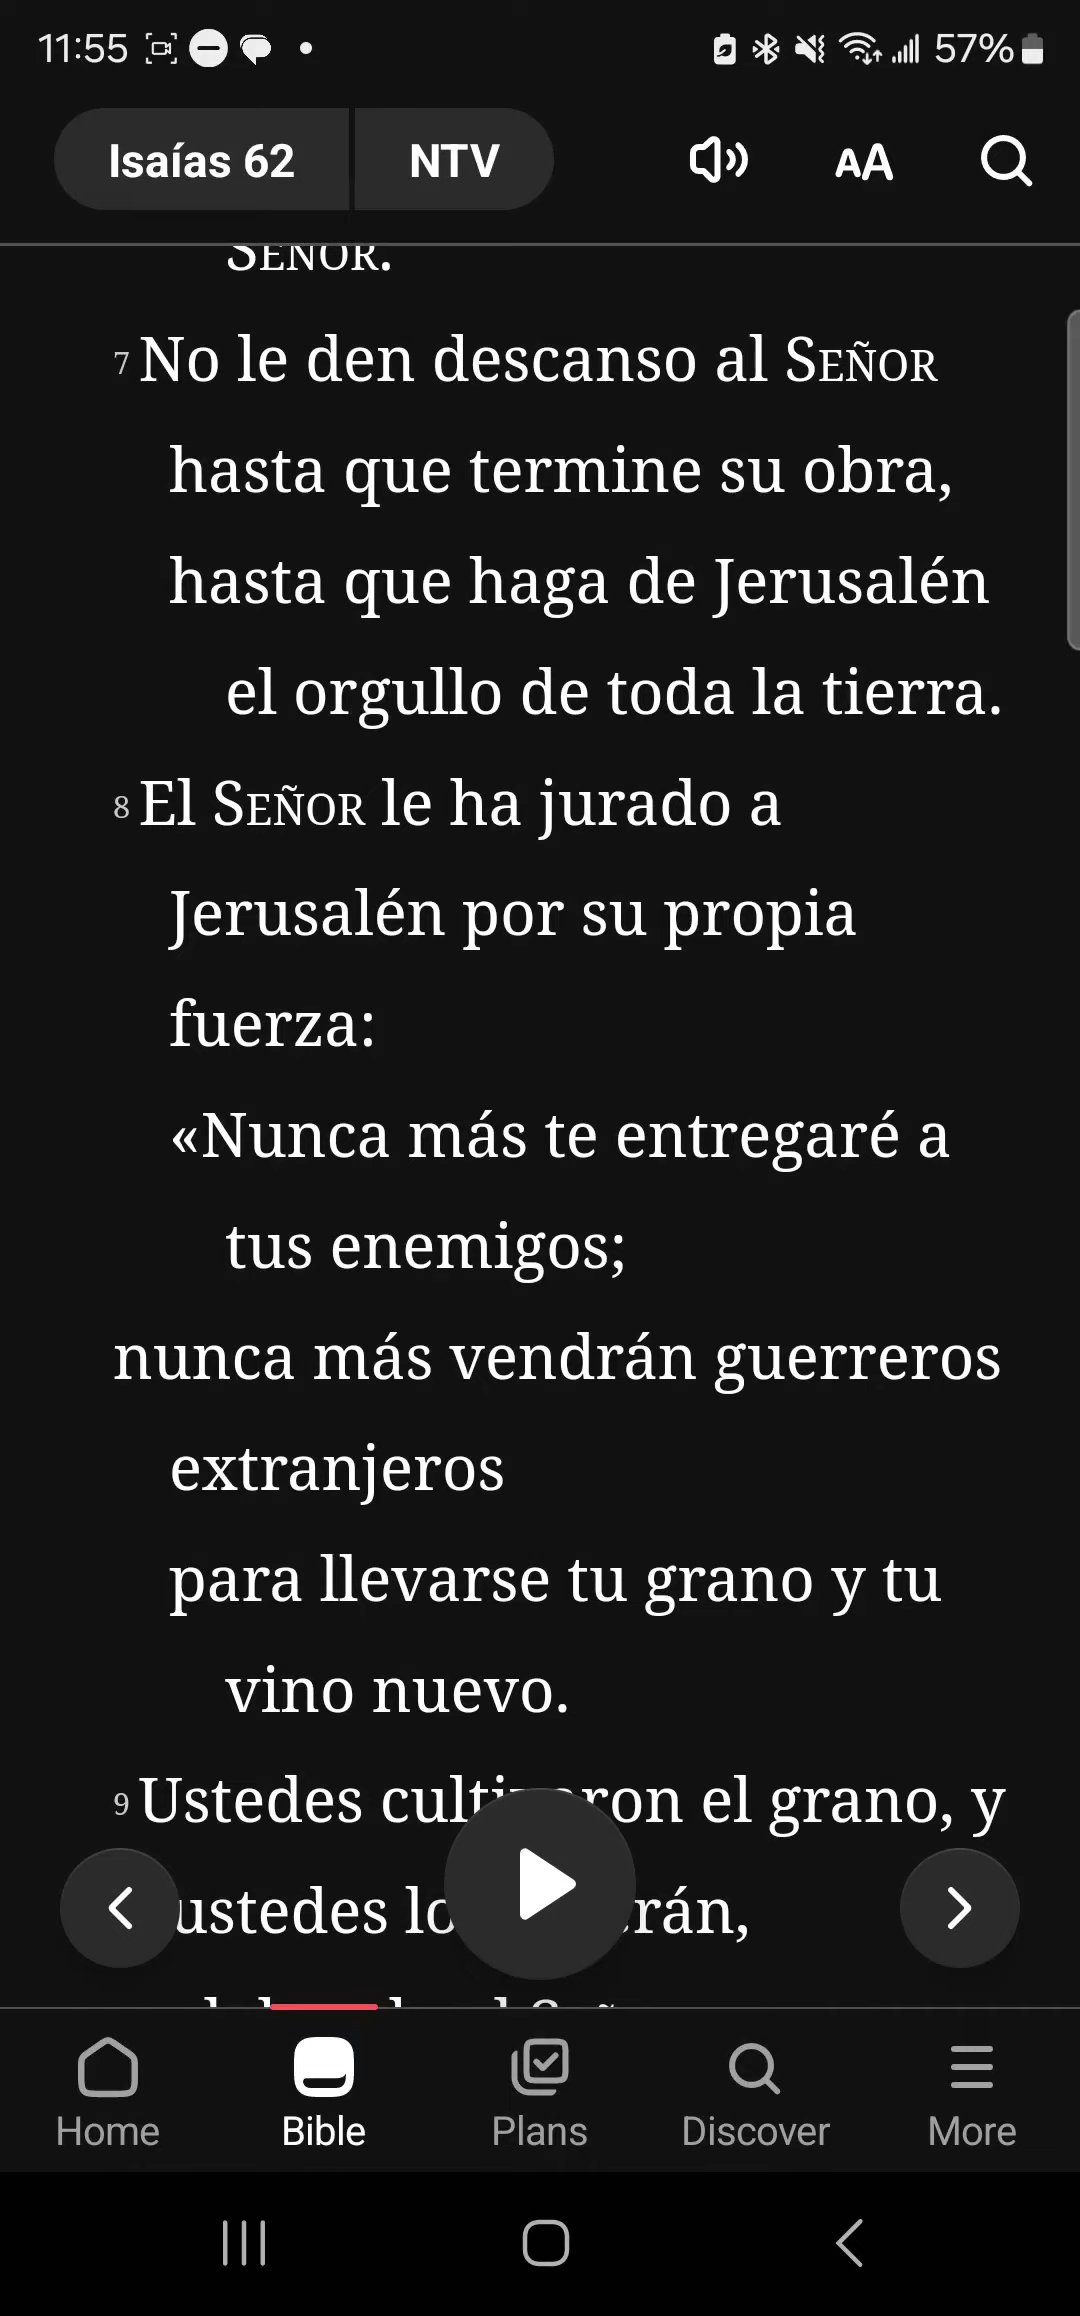 11:55
57%
Isaías 62
NTV
SEÑOR.
7 No le den descanso al SEÑOR
hasta que termine su obra,
hasta que haga de Jerusalén
el orgullo de toda la tierra.
8 El SEÑOR le ha jurado a
Jerusalén por su propia
fuerza:
«Nunca más te entregaré a
tus enemigos;
nunca más vendrán guerreros
extranjeros
para llevarse tu grano y tu
vino nuevo.
9 Ustedes el grano, y
ustedes
Home
Bible
Plans
Discover
More